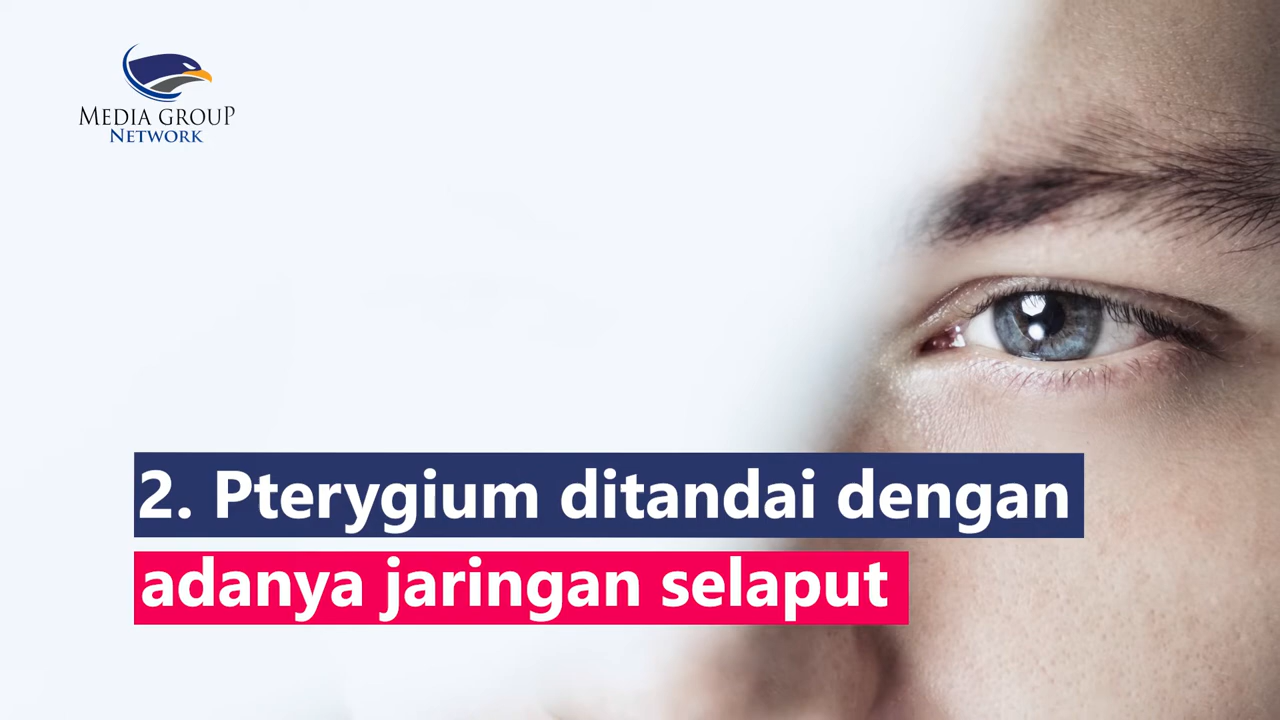 MEDIA GROUP
NETWORK
2. Pterygium ditandai dengan
adanya jaringan selaput